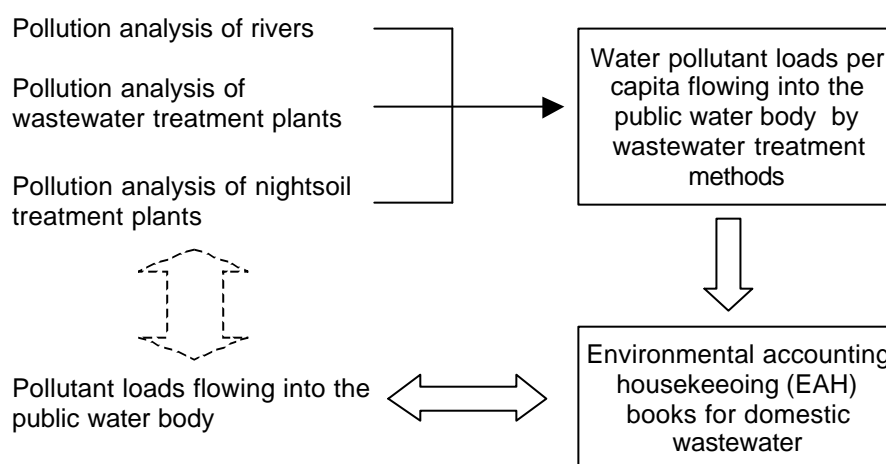 Pollution analysis of rivers
Pollution analysis of
wastewater treatment plants
Pollution analysis of nightsoil
treatment plants
Water pollutant loads per
capita flowing into the
public water body by
wastewater treatment
methods
Pollutant loads flowing into the
public water body
Environmental accounting
housekeeoing (EAH)
books for domestic
wastewater